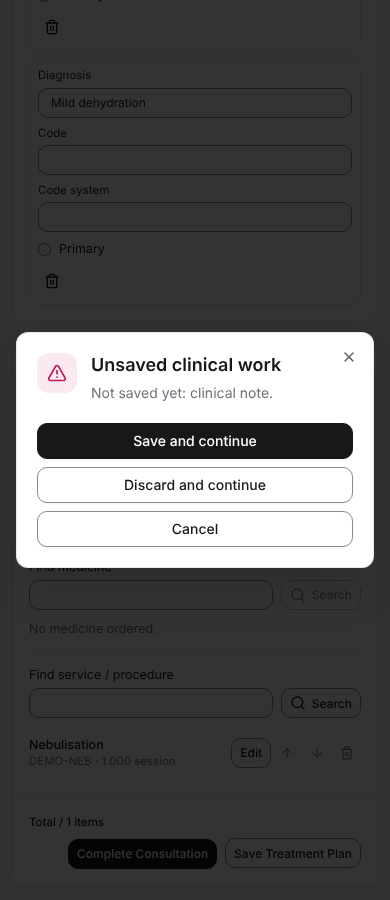 Diagnosis
Mild dehydration
Code
Code system
Primary
Unsaved clinical work
Not saved yet: clinical note.
Save and continue
Discard and continue
Cancel
Find medicine
Search
No medicine ordered.
Find service / procedure
Search
Nebulisation
Edit
DEMO-NEB · 1.000 session
Total / 1 items
Complete Consultation
Save Treatment Plan